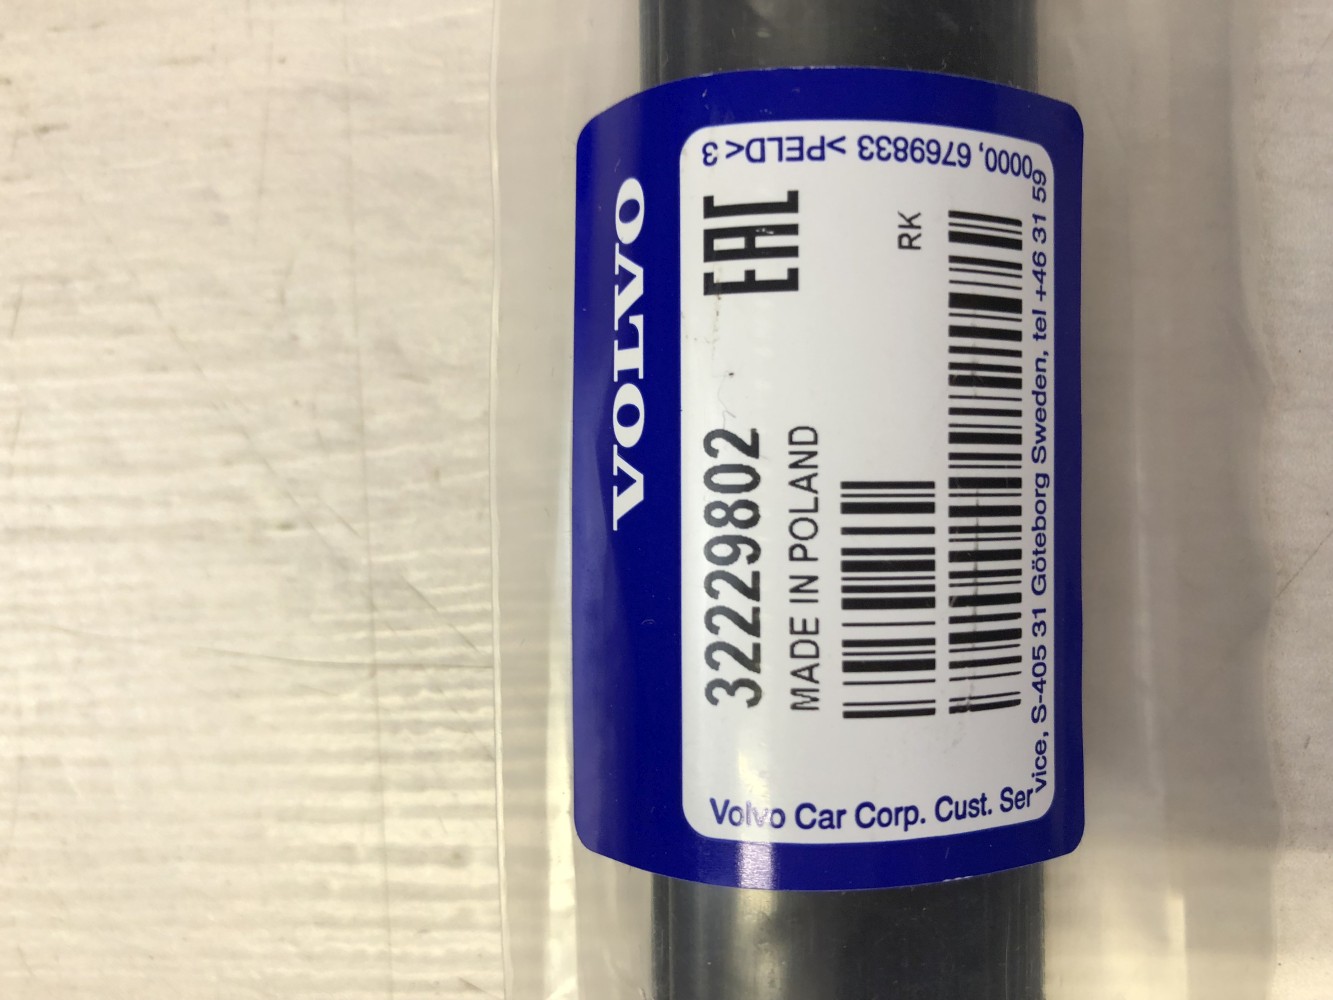 VOLVO
32229802
EAC
MADE IN POLAND
RK
Volvo Car Corp. Cust. Service, S-405 31 Göteborg Sweden, tel +46 31 59 0000, 6769833 >PELD< 3